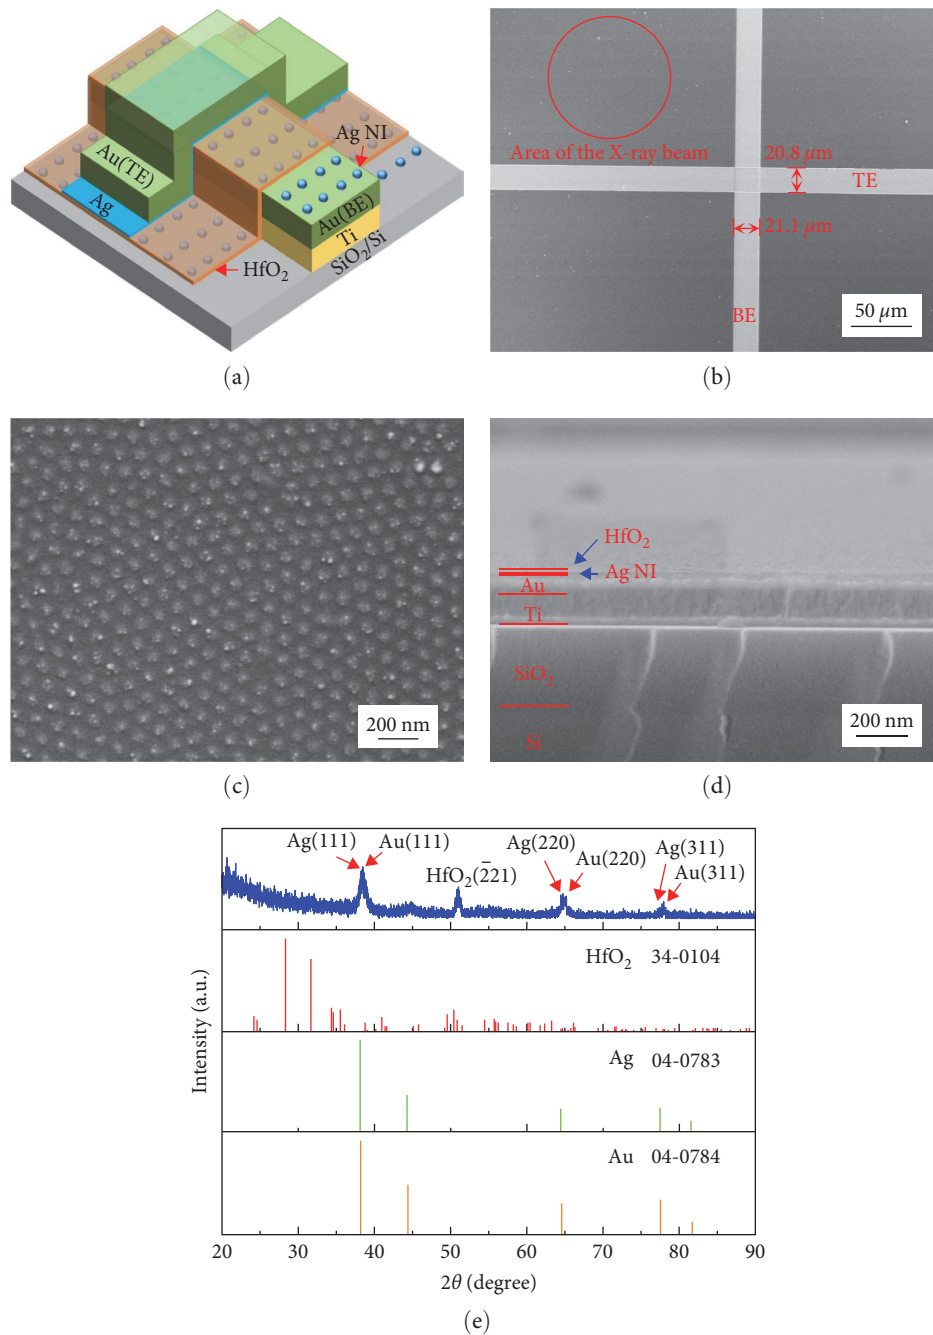 Ag NI
Au(TE)
Ag
Au(BE)
Ti
SiO₂/Si
HfO₂
(a)
Area of the X-ray beam
20.8 μm
TE
21.1 μm
BE
50 μm
(b)
200 nm
(c)
HfO₂
Ag NI
Au
Ti
SiO₂
Si
200 nm
(d)
Ag(111)
Au(111)
HfO₂(2̄21)
Ag(220)
Au(220)
Ag(311)
Au(311)
HfO₂ 34-0104
Ag 04-0783
Au 04-0784
Intensity (a.u.)
20 30 40 50 60 70 80 90
2θ (degree)
(e)